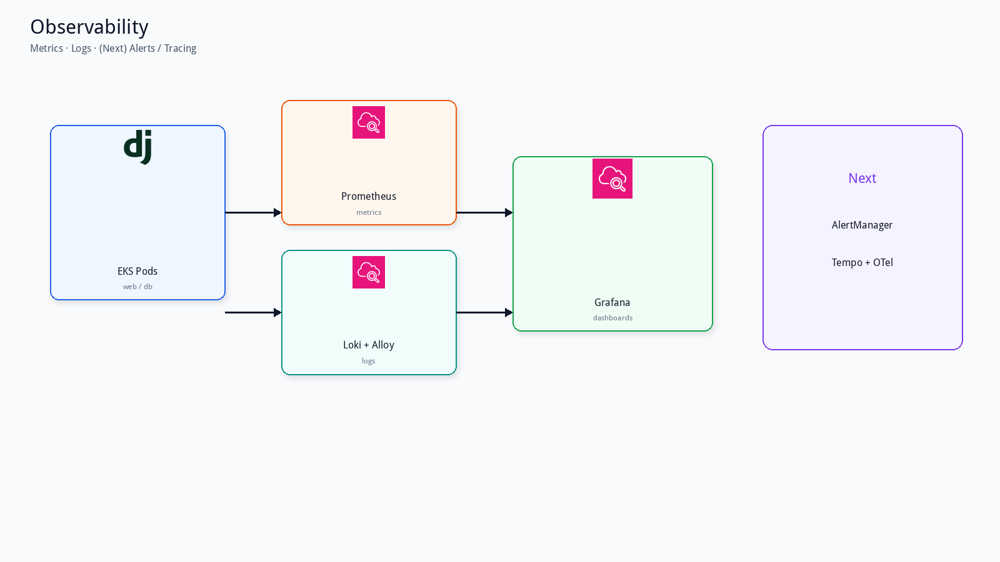 Observability
Metrics · Logs · (Next) Alerts / Tracing
dj
EKS Pods
web / db
Prometheus
metrics
Loki + Alloy
logs
Grafana
dashboards
Next
AlertManager
Tempo + OTel